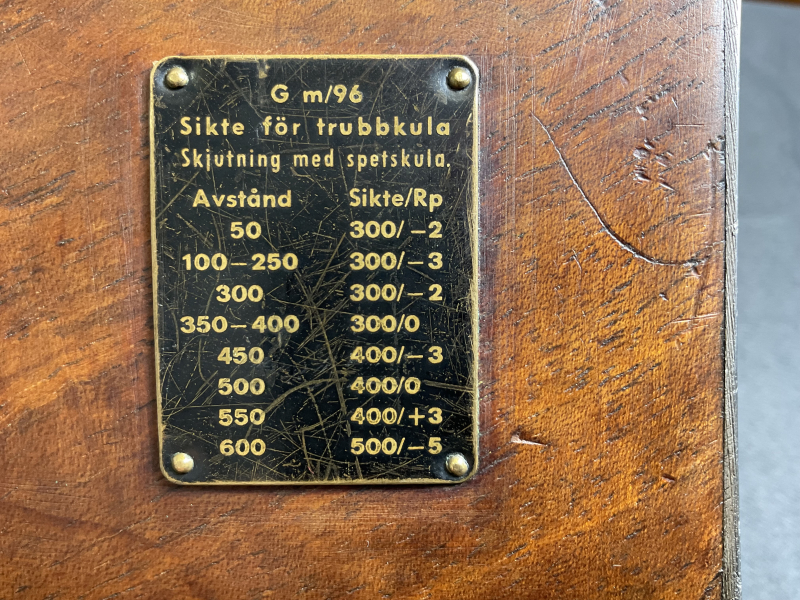 G m/96
Sikte för trubbkula
Skjutning med spetskula.
Avstånd Sikte/Rp
50 300/−2
100−250 300/−3
300 300/−2
350−400 300/0
450 400/−3
500 400/0
550 400/+3
600 500/−5